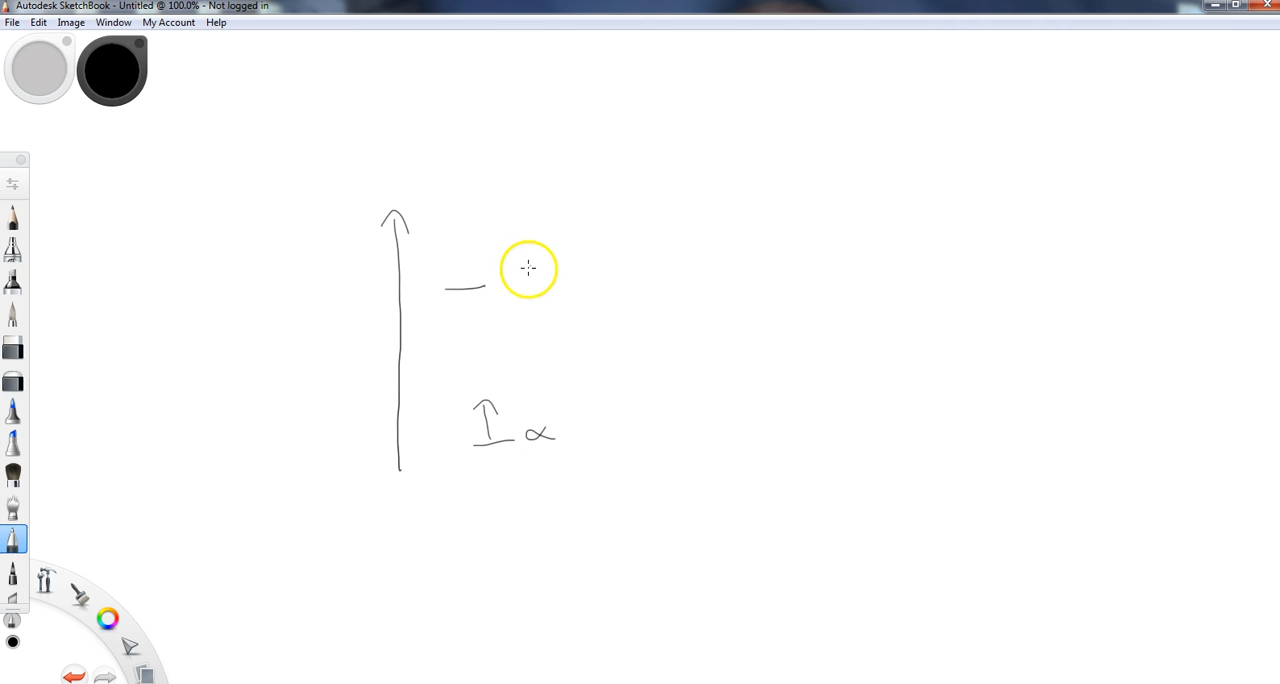 Autodesk SketchBook - Untitled @ 100.0% - Not logged in
File Edit Image Window My Account Help
α